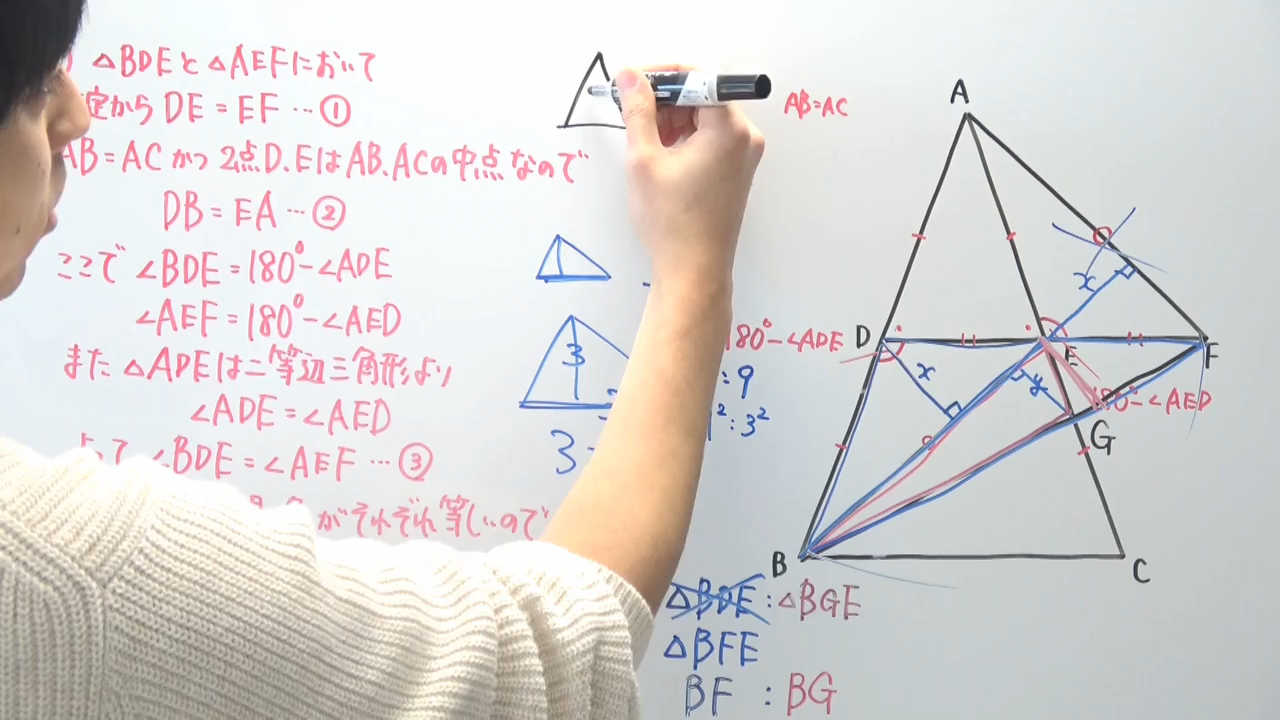 △BDEと△AEFにおいて
定から DE=EF…①
AB=ACかつ2点D.EはAB.ACの中点なので
DB=EA…②
ここで ∠BDE=180°-∠ADE
∠AEF=180°-∠AED
また △ADEは二等辺三角形より
∠ADE=∠AED
よって ∠BDE=∠AEF…③
がそれぞれ等しいので
AB=AC
3
3
180°-∠ADE
:9
²:3²
A
D
E
F
G
B
C
x
x
y
180°-∠AED
△BDE:△BGE
△BFE
BF:BG